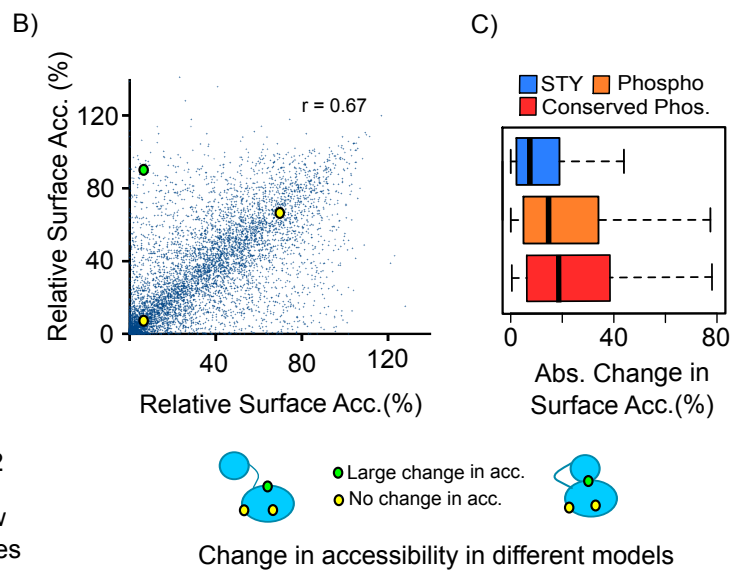 B)
Relative Surface Acc. (%)
120
80
40
0
r = 0.67
40
80
120
Relative Surface Acc.(%)
C)
STY Phospho
Conserved Phos.
0
40
80
Abs. Change in
Surface Acc.(%)
2
es
Large change in acc.
No change in acc.
Change in accessibility in different models